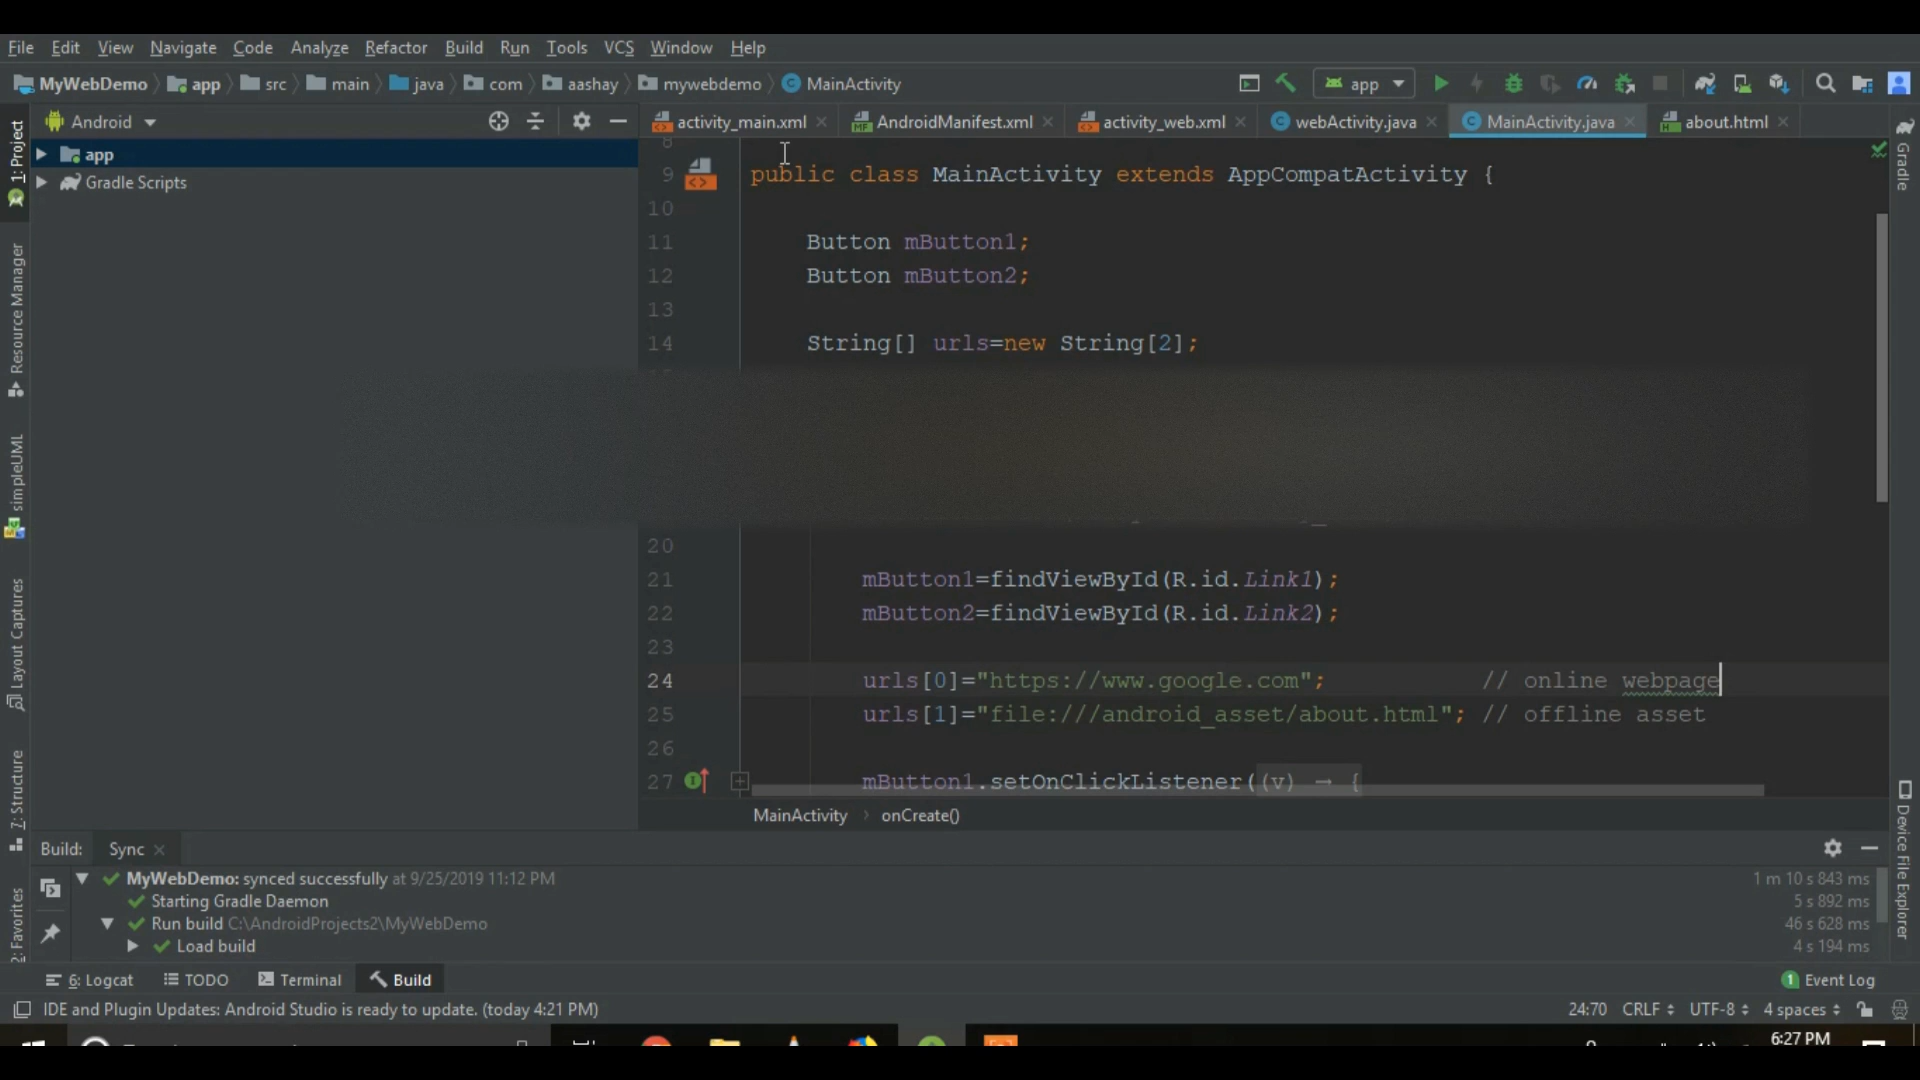 File Edit View Navigate Code Analyze Refactor Build Run Tools VCS Window Help
MyWebDemo app src main java com aashay mywebdemo MainActivity app
Android
activity_main.xml AndroidManifest.xml activity_web.xml webActivity.java MainActivity.java about.html
app
Gradle Scripts
1: Project
Resource Manager
simpleUML
Layout Captures
7: Structure
2: Favorites
8
9 public class MainActivity extends AppCompatActivity {
10
11 Button mButton1;
12 Button mButton2;
13
14 String[] urls=new String[2];
20
21 mButton1=findViewById(R.id.Link1);
22 mButton2=findViewById(R.id.Link2);
23
24 urls[0]="https://www.google.com"; // online webpage
25 urls[1]="file:///android_asset/about.html"; // offline asset
26
27 mButton1.setOnClickListener((v) → {
MainActivity onCreate()
Gradle
Device File Explorer
Build: Sync
MyWebDemo: synced successfully at 9/25/2019 11:12 PM 1 m 10 s 843 ms
Starting Gradle Daemon 5 s 892 ms
Run build C:\AndroidProjects2\MyWebDemo 46 s 628 ms
Load build 4 s 194 ms
6: Logcat TODO Terminal Build 1 Event Log
IDE and Plugin Updates: Android Studio is ready to update. (today 4:21 PM) 24:70 CRLF UTF-8 4 spaces
6:27 PM